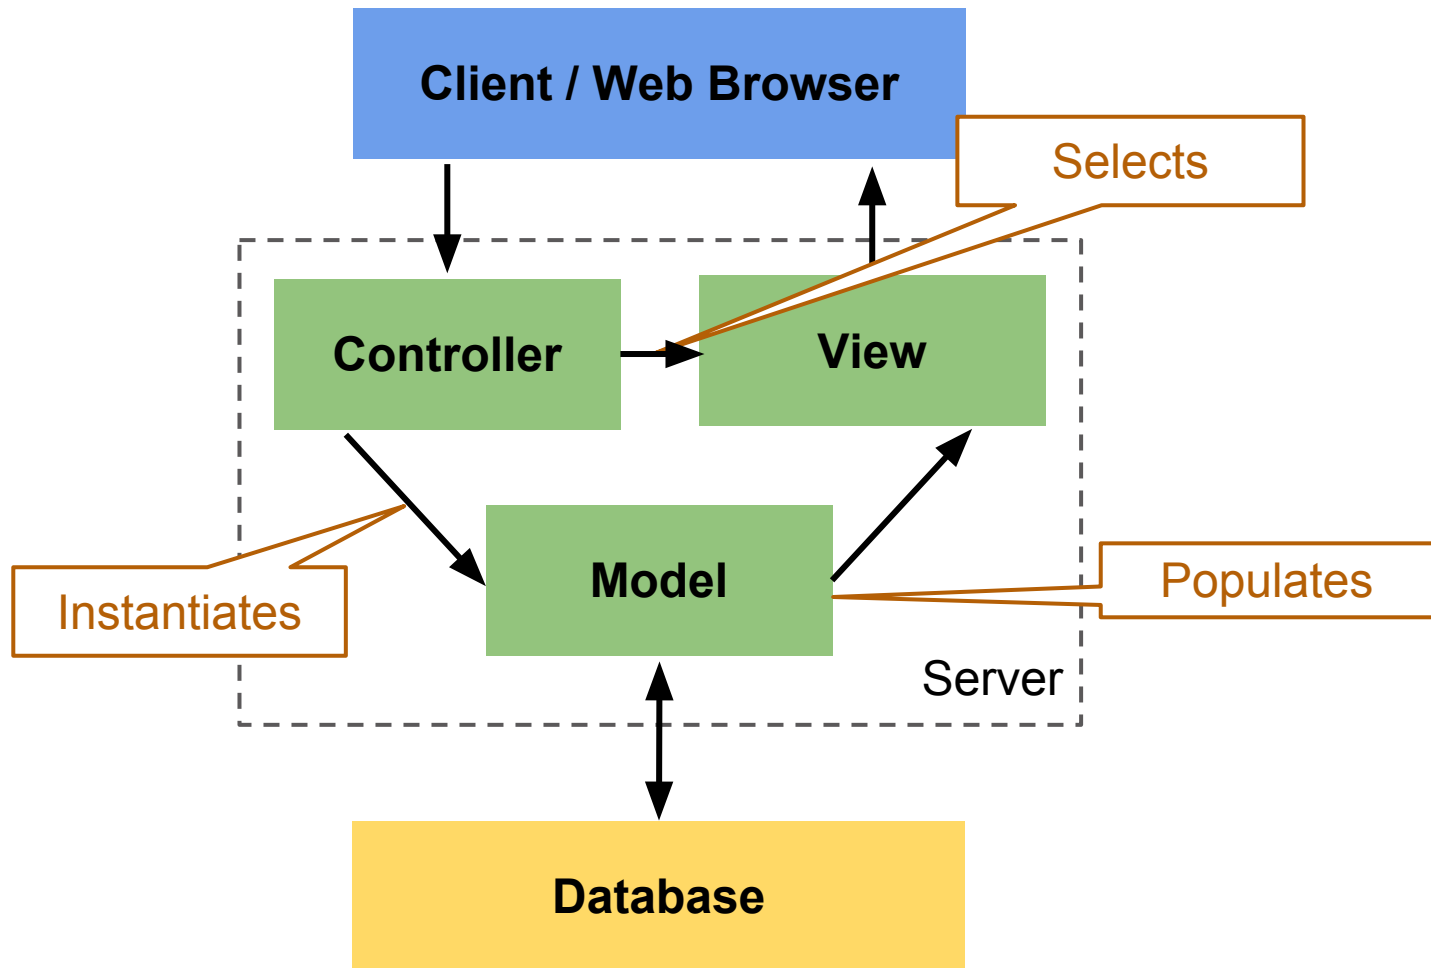 Client / Web Browser
Selects
Controller
View
Instantiates
Model
Populates
Server
Database